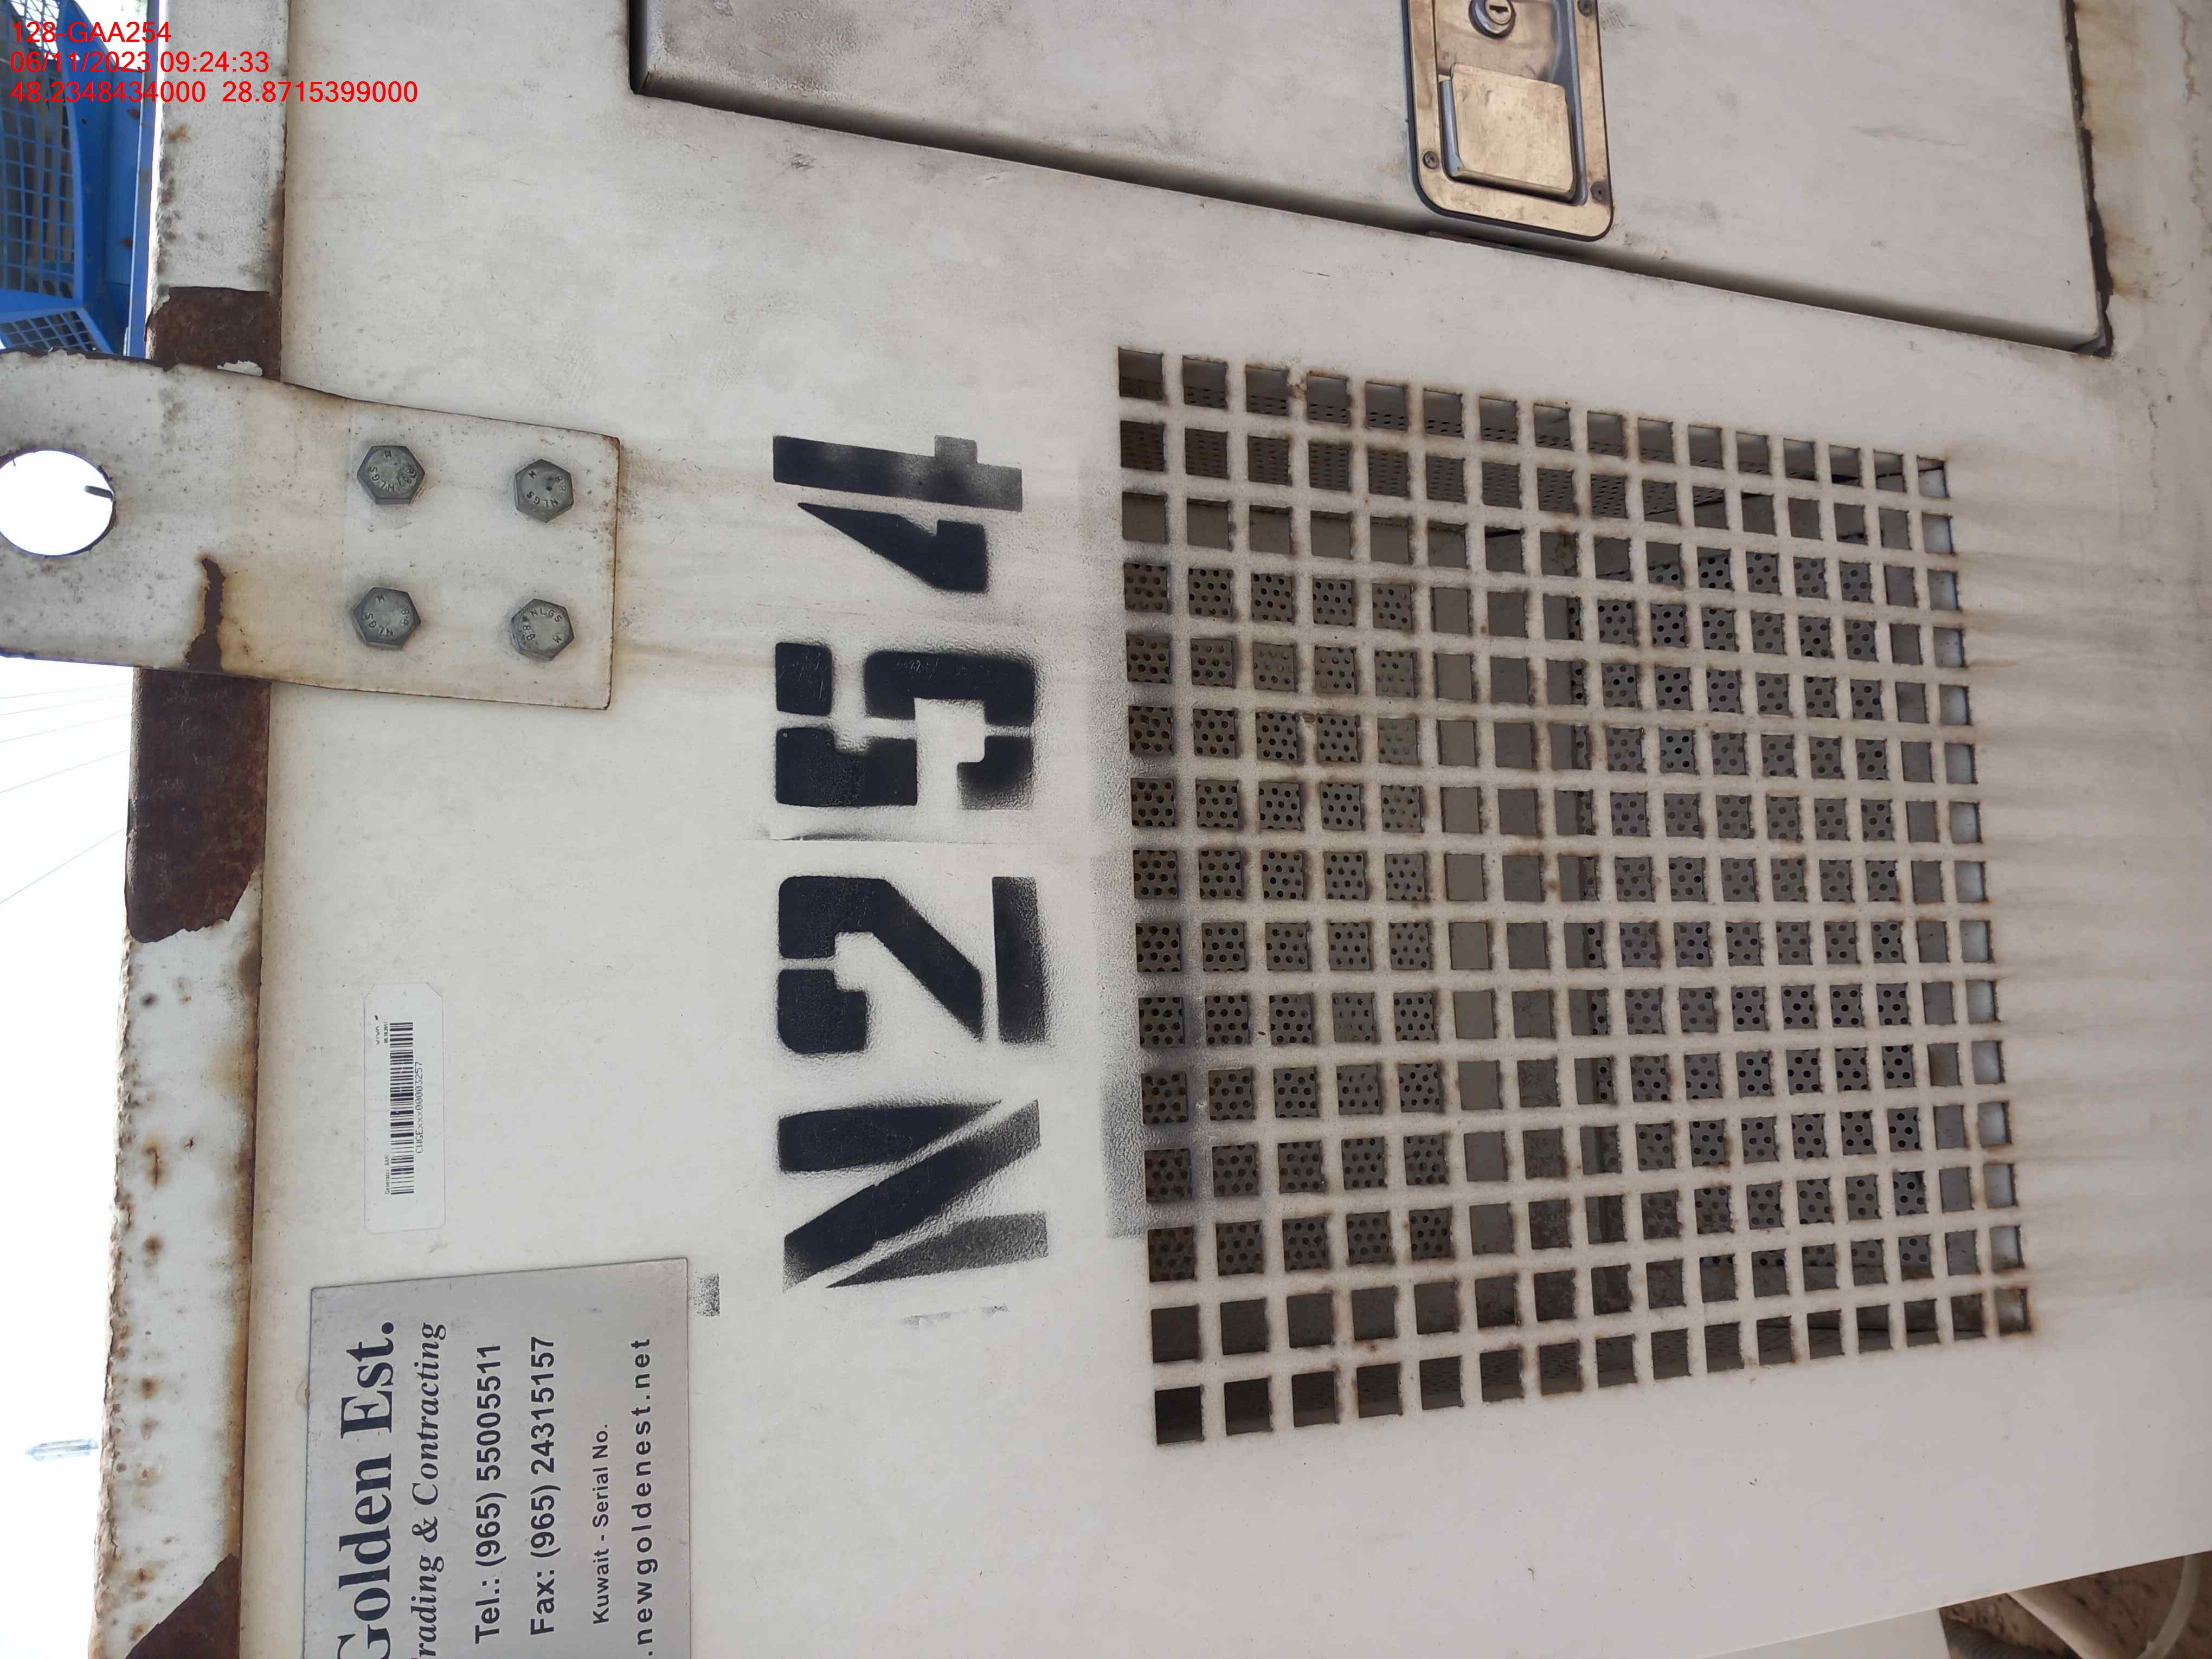 128-GAA254
06/11/2023 09:24:33
48.2348434000 28.8715399000
N254
CHGEXXX00003257
Golden Est.
Trading & Contracting
Tel.: (965) 55005511
Fax: (965) 24315157
Kuwait - Serial No.
.newgoldenest.net